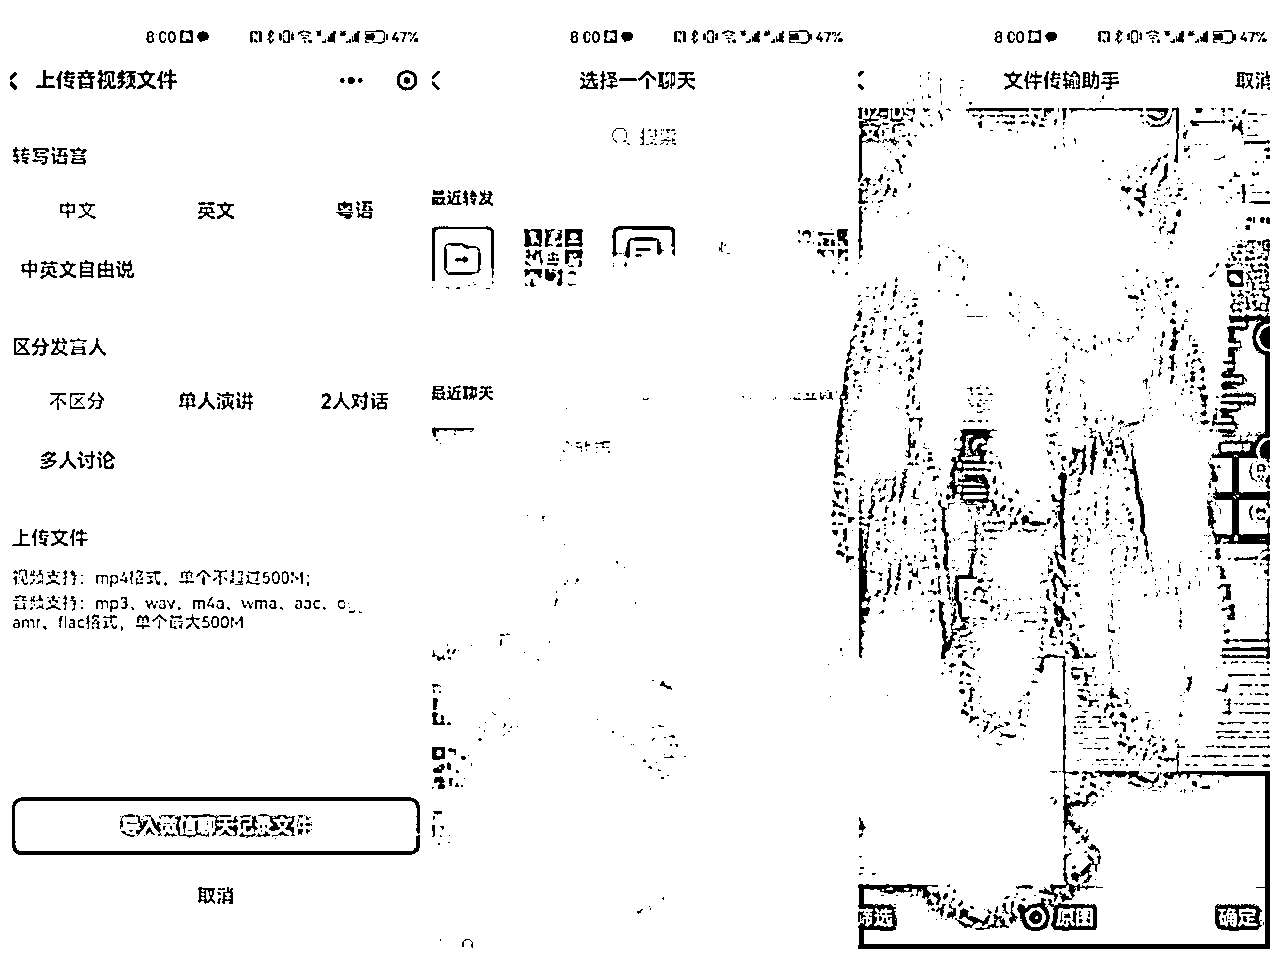 8:00 47%
上传音视频文件
转写语言
中文 英文 粤语
中英文自由说
区分发言人
不区分 单人演讲 2人对话
多人讨论
上传文件
视频支持：mp4格式，单个不超过500M；
音频支持：mp3、wav、m4a、wma、aac、
amr、flac格式，单个最大500M
导入微信聊天记录文件
取消
8:00 47%
选择一个聊天
搜索
最近转发
最近聊天
8:00 47%
文件传输助手 取消
筛选 原图 确定